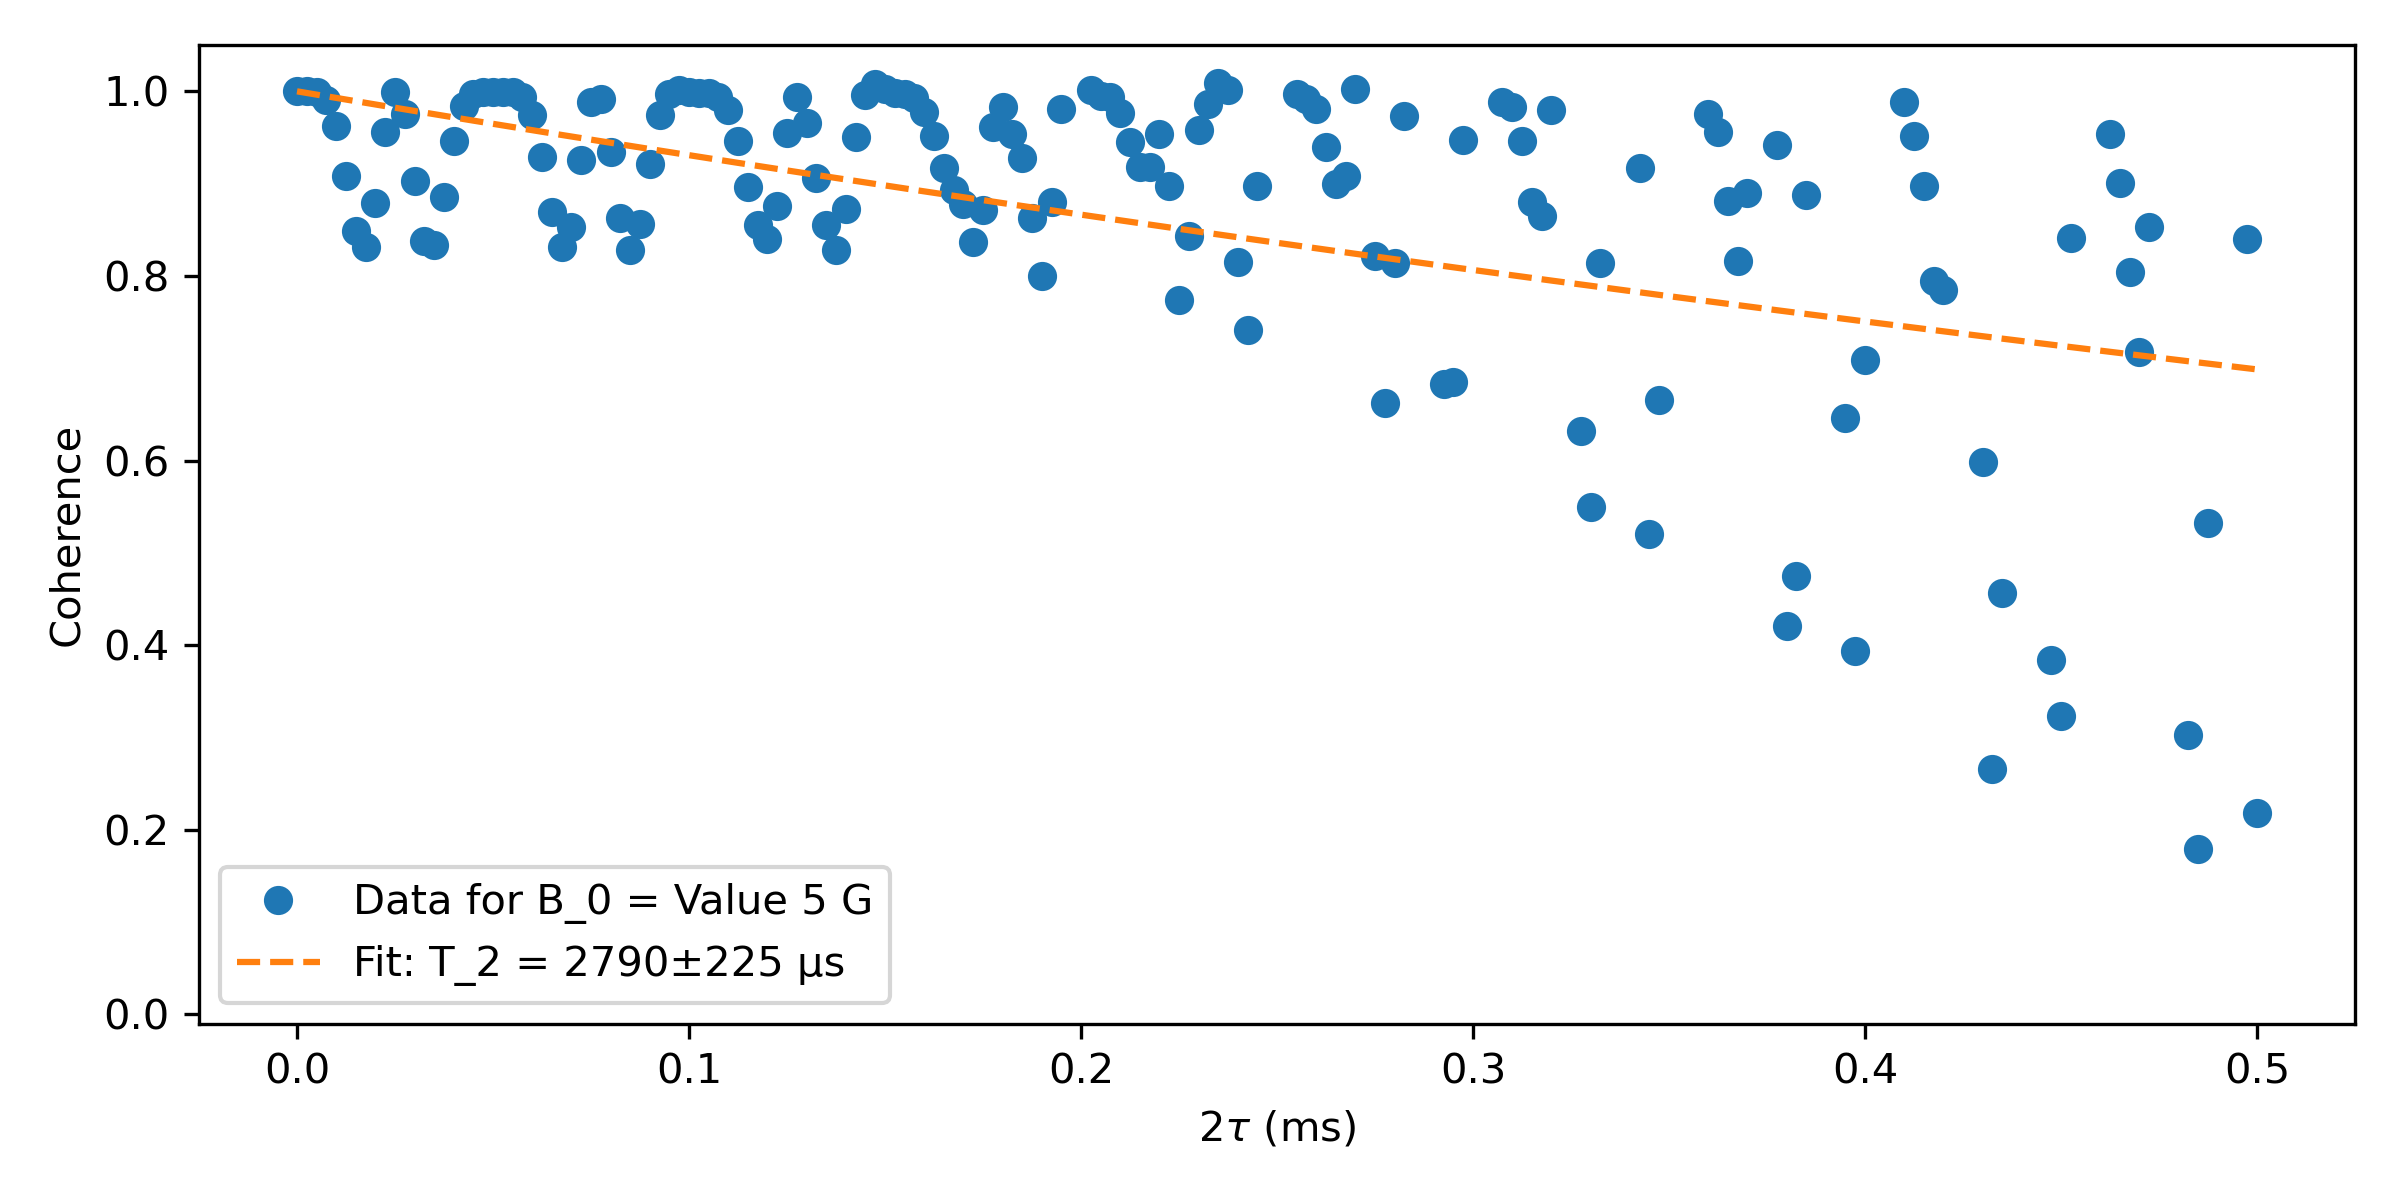 1.0
0.8
0.6
0.4
0.2
0.0
Coherence
Data for B_0 = Value 5 G
Fit: T_2 = 2790±225 μs
0.0 0.1 0.2 0.3 0.4 0.5
2τ (ms)